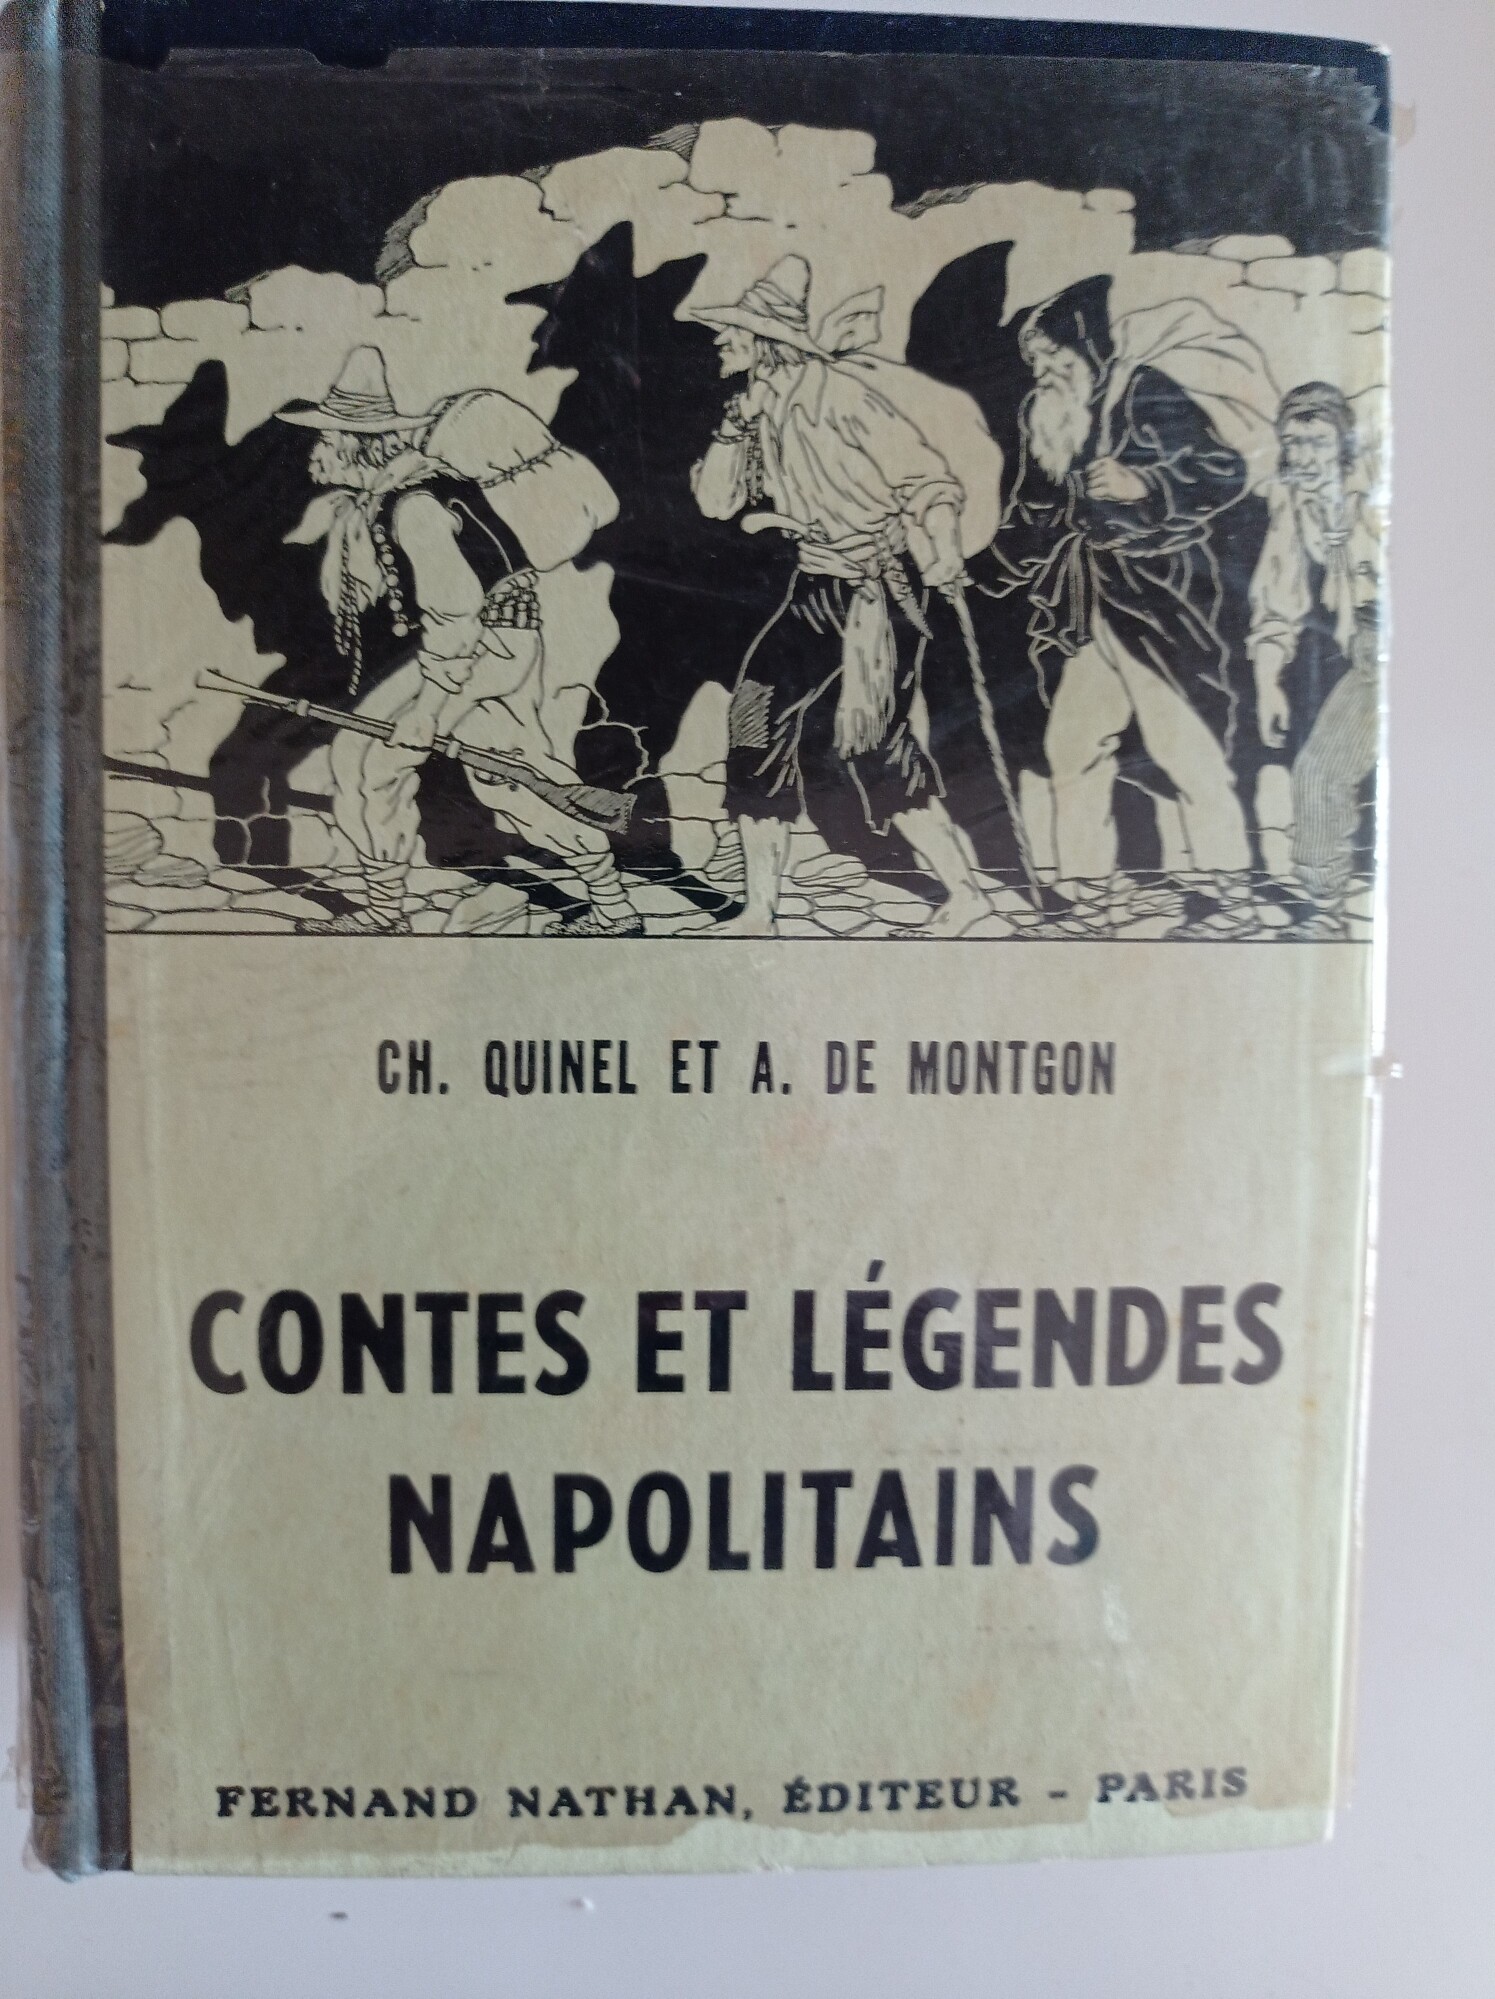 CH. QUINEL ET A. DE MONTGON
CONTES ET LÉGENDES
NAPOLITAINS
FERNAND NATHAN, ÉDITEUR - PARIS